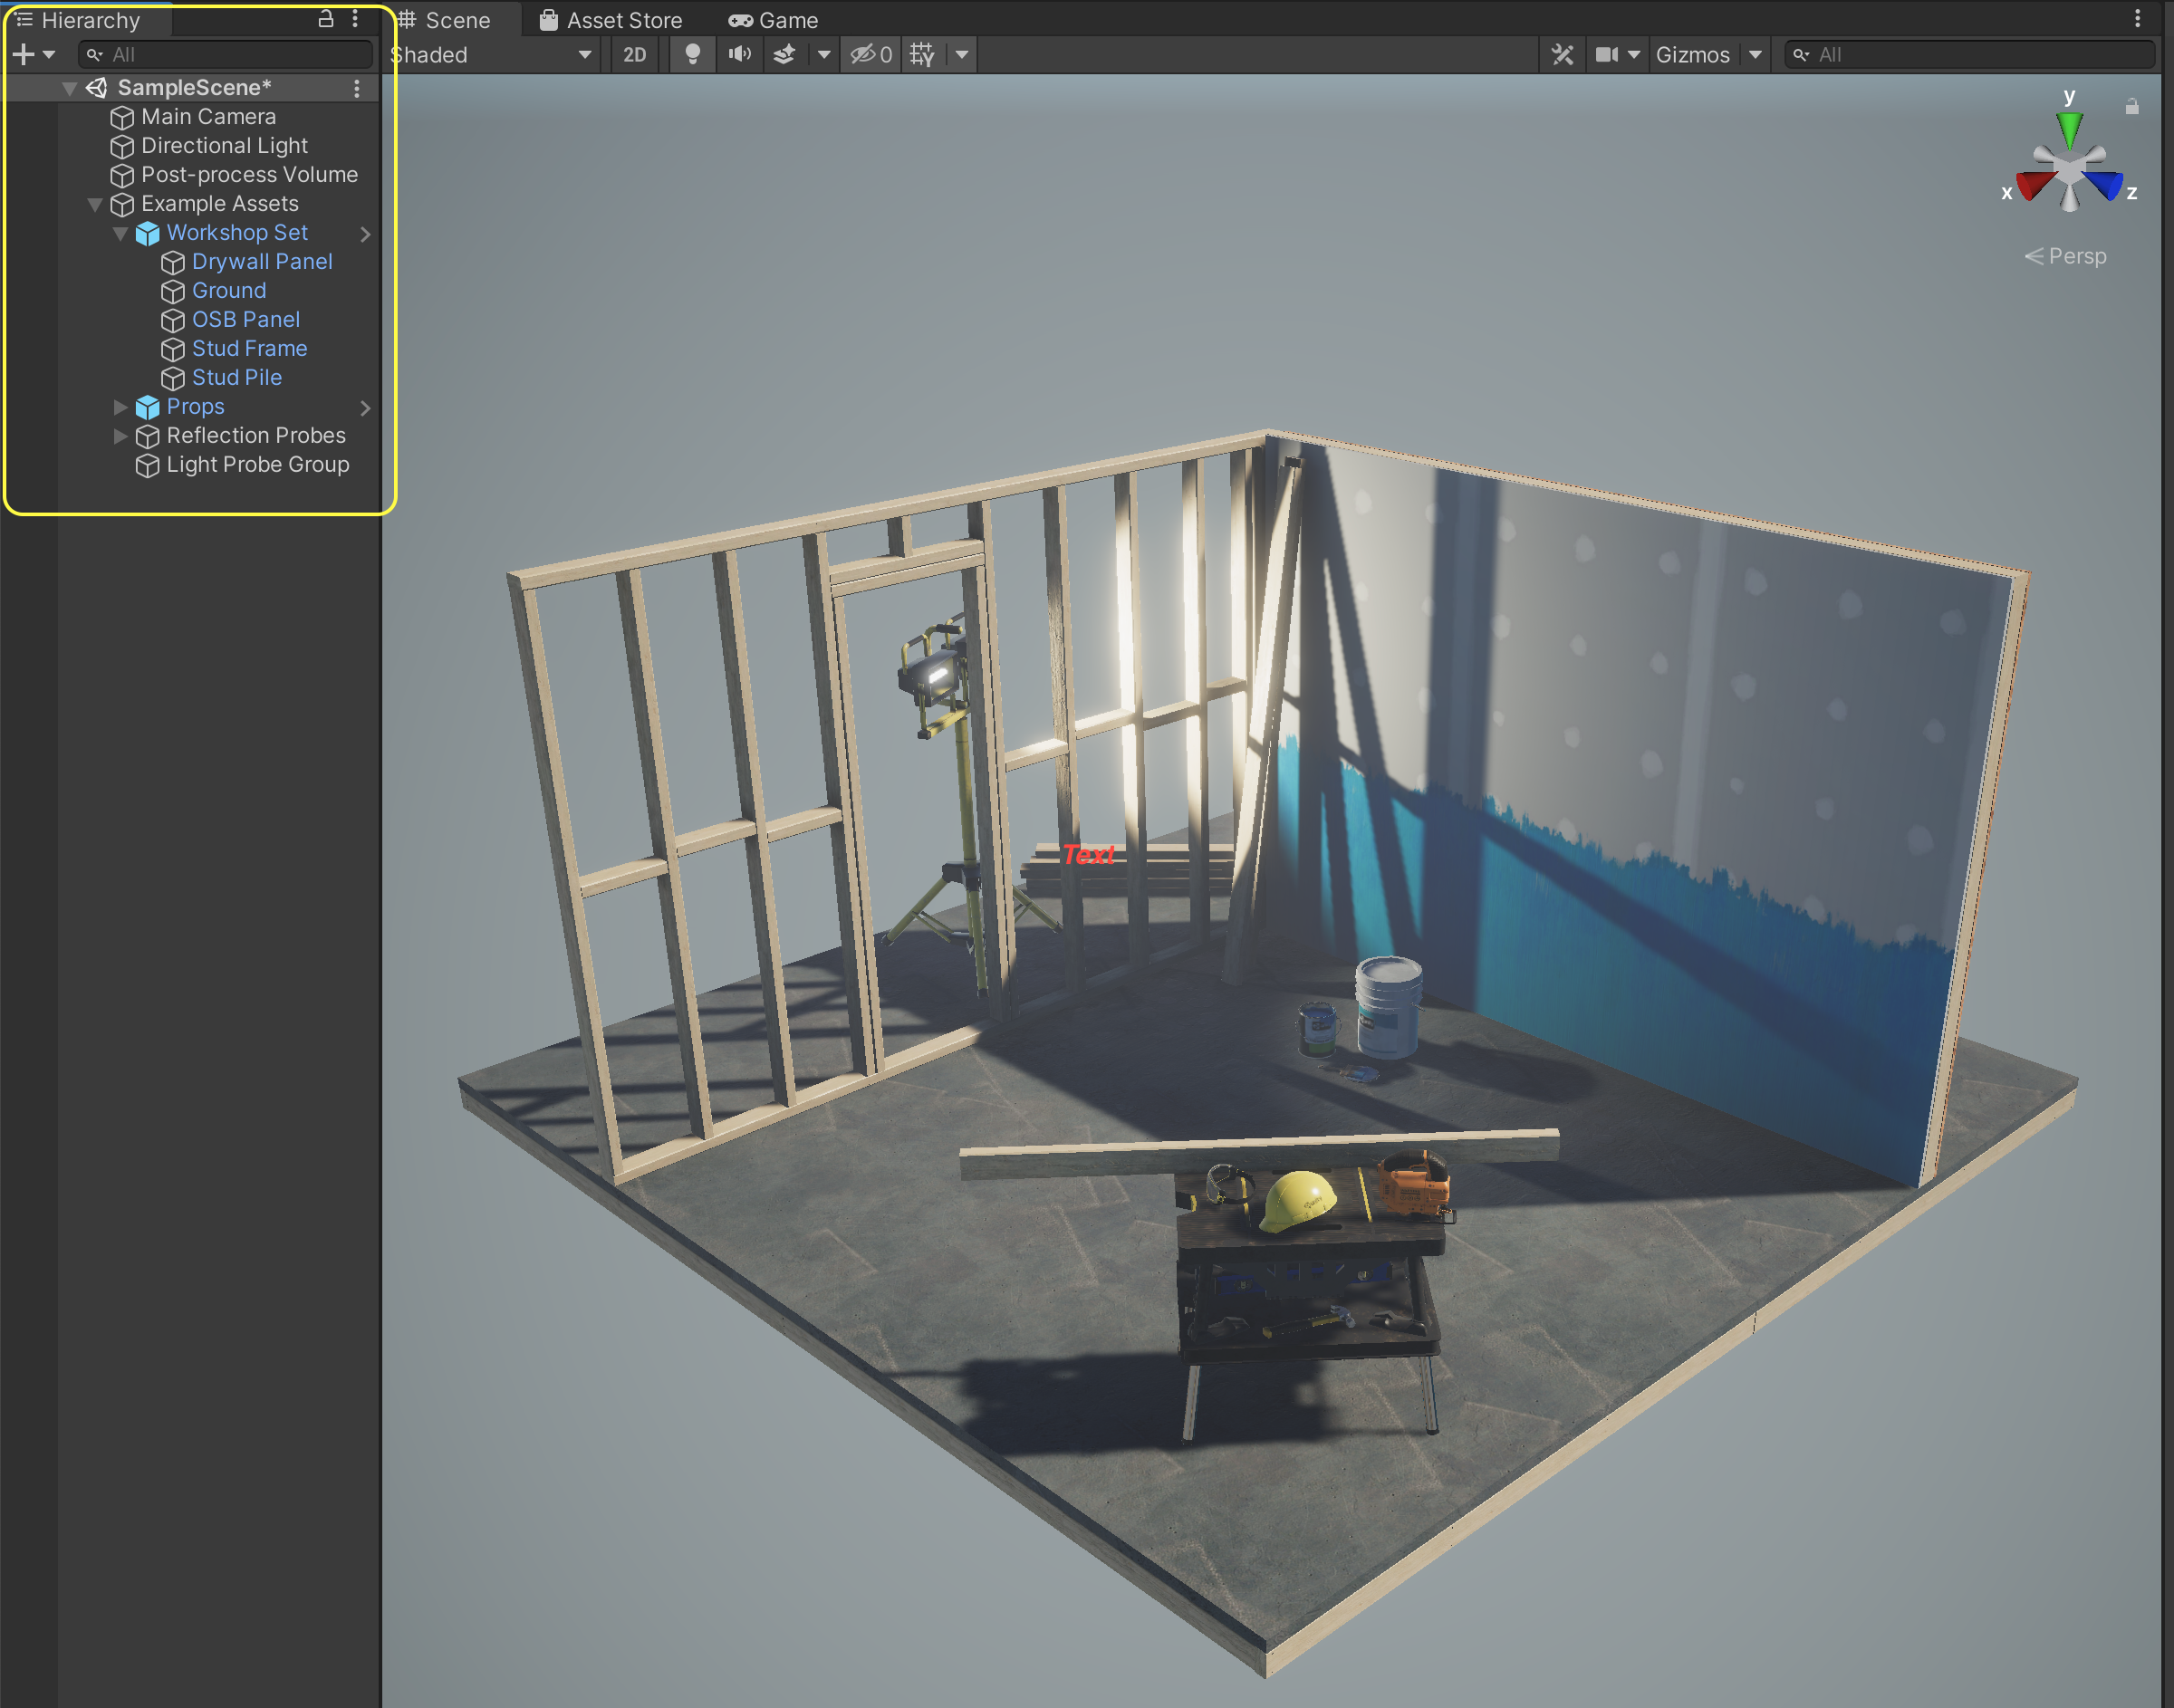 Hierarchy
All
SampleScene*
Main Camera
Directional Light
Post-process Volume
Example Assets
Workshop Set
Drywall Panel
Ground
OSB Panel
Stud Frame
Stud Pile
Props
Reflection Probes
Light Probe Group
Scene Asset Store Game
Shaded 2D 0 Gizmos All
y
x z
Persp
Text